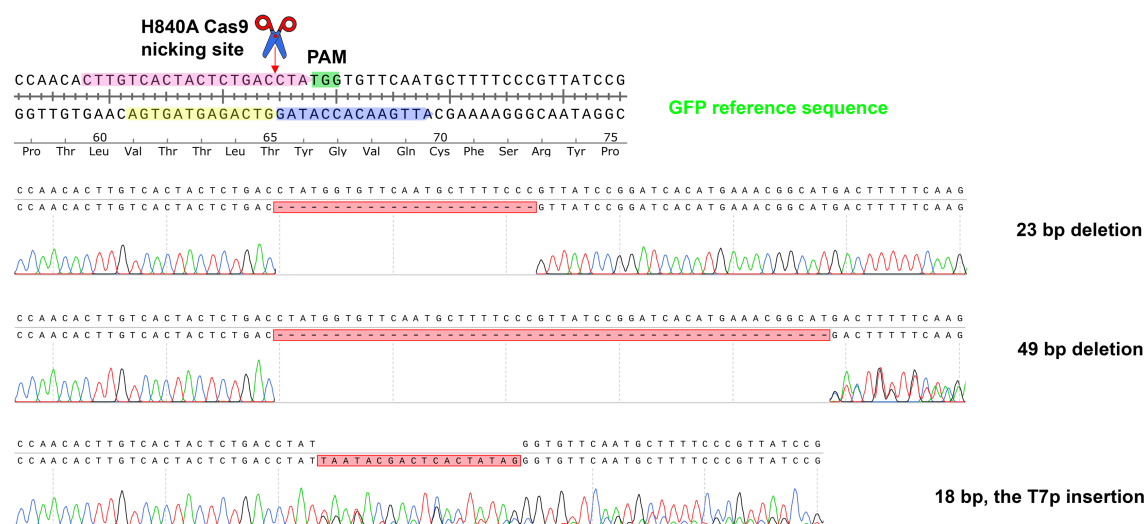 H840A Cas9
nicking site
PAM
CCAACACTTGTCACTACTCTGACCTATGGTGTTCAATGCTTTTCCCGTTATCCG
GGTTGTGAACAGTGATGAGACTGGATACCACAAGTTACGAAAAGGGCAATAGGC
GFP reference sequence
60 65 70 75
Pro Thr Leu Val Thr Thr Leu Thr Tyr Gly Val Gln Cys Phe Ser Arg Tyr Pro
CCAACACTTGTCACTACTCTGACCTATGGTGTTCAATGCTTTTCCCGTTATCCGGATCACATGAAACGGCATGACTTTTTCAAG
CCAACACTTGTCACTACTCTGAC-----------------------GTTATCCGGATCACATGAAACGGCATGACTTTTTCAAG
23 bp deletion
CCAACACTTGTCACTACTCTGACCTATGGTGTTCAATGCTTTTCCCGTTATCCGGATCACATGAAACGGCATGACTTTTTCAAG
CCAACACTTGTCACTACTCTGAC-------------------------------------------------GACTTTTTCAAG
49 bp deletion
CCAACACTTGTCACTACTCTGACCTAT GGTGTTCAATGCTTTTCCCGTTATCCG
CCAACACTTGTCACTACTCTGACCTATTAATACGACTCACTATAGGGTGTTCAATGCTTTTCCCGTTATCCG
18 bp, the T7p insertion